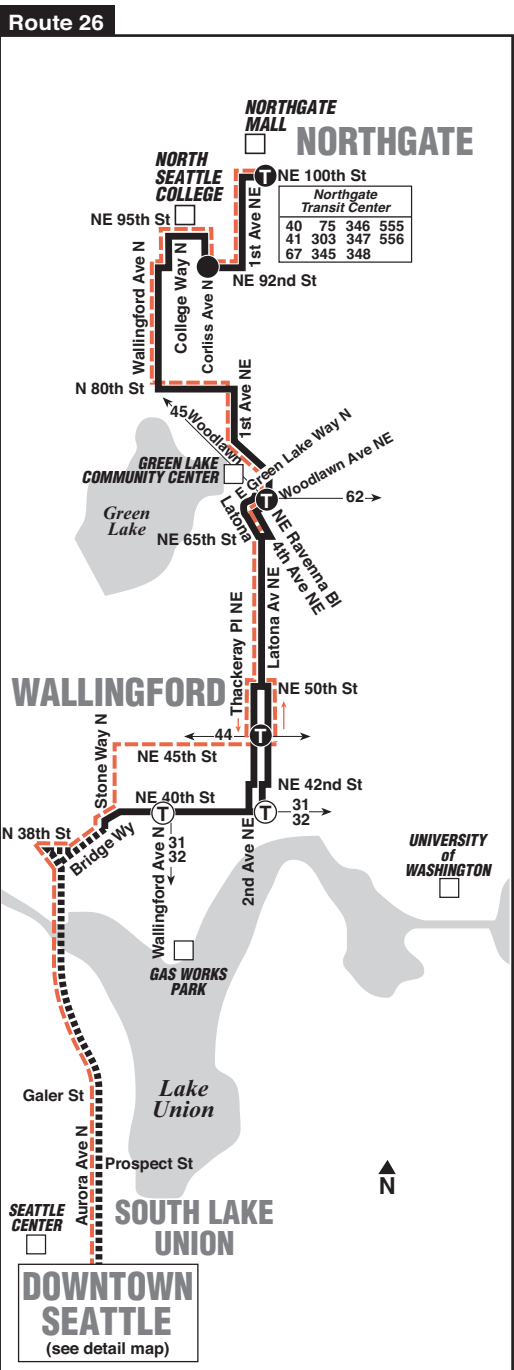 Route 26
NORTHGATE
MALL
NORTHGATE
NORTH
SEATTLE
COLLEGE
T
NE 100th St
Northgate
Transit Center
40 75 346 555
41 303 347 556
67 345 348
NE 95th St
1st Ave NE
NE 92nd St
Wallingford Ave N
College Way N
Corliss Ave N
N 80th St
1st Ave NE
45
Woodlawn
E Green Lake Way N
Woodlawn Ave NE
GREEN LAKE
COMMUNITY CENTER
Green
Lake
T
62
Latona
NE Ravenna Bl
4th Ave NE
NE 65th St
Thackeray Pl NE
Latona Av NE
WALLINGFORD
NE 50th St
44
T
Stone Way N
NE 45th St
NE 42nd St
NE 40th St
T
T
31
32
N 38th St
Bridge Wy
Wallingford Ave N
31
32
2nd Ave NE
UNIVERSITY
of
WASHINGTON
GAS WORKS
PARK
Galer St
Lake
Union
Aurora Ave N
Prospect St
N
SEATTLE
CENTER
SOUTH LAKE
UNION
DOWNTOWN
SEATTLE
(see detail map)